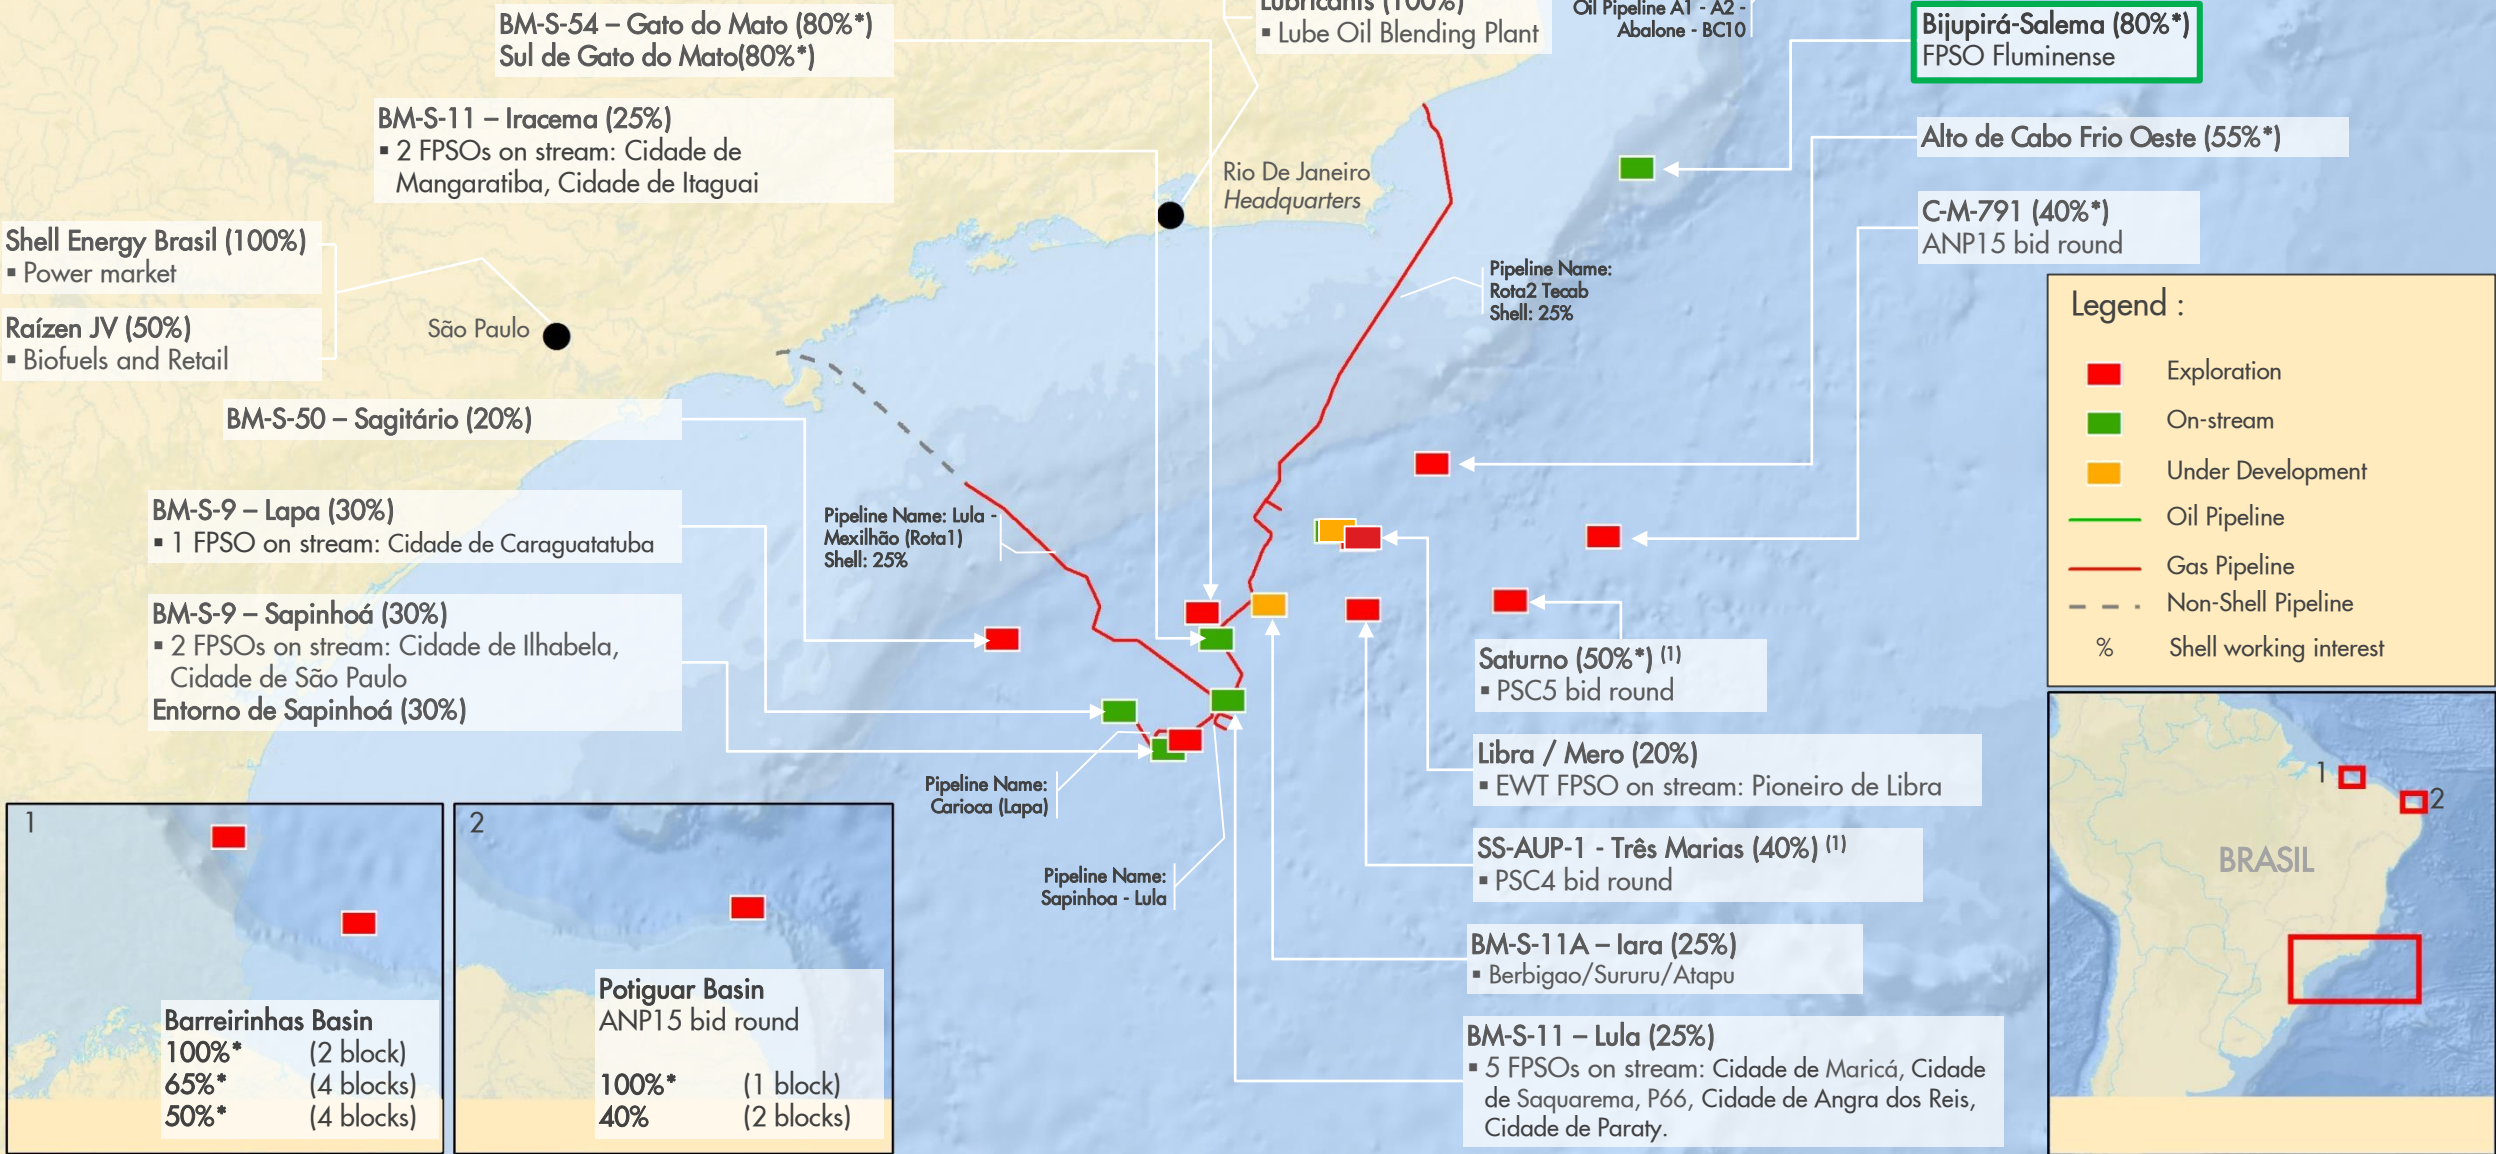 BM-S-54 – Gato do Mato (80%*)
Sul de Gato do Mato(80%*)
Lubricants (100%)
▪ Lube Oil Blending Plant
Oil Pipeline A1 - A2 -
Abalone - BC10
Bijupirá-Salema (80%*)
FPSO Fluminense
BM-S-11 – Iracema (25%)
▪ 2 FPSOs on stream: Cidade de
Mangaratiba, Cidade de Itaguai
Alto de Cabo Frio Oeste (55%*)
Rio De Janeiro
Headquarters
C-M-791 (40%*)
ANP15 bid round
Shell Energy Brasil (100%)
▪ Power market
Raízen JV (50%)
▪ Biofuels and Retail
São Paulo
Pipeline Name:
Rota2 Tecab
Shell: 25%
Legend :
Exploration
On-stream
Under Development
Oil Pipeline
Gas Pipeline
Non-Shell Pipeline
% Shell working interest
BM-S-50 – Sagitário (20%)
BM-S-9 – Lapa (30%)
▪ 1 FPSO on stream: Cidade de Caraguatatuba
Pipeline Name: Lula -
Mexilhão (Rota1)
Shell: 25%
BM-S-9 – Sapinhoá (30%)
▪ 2 FPSOs on stream: Cidade de Ilhabela,
Cidade de São Paulo
Entorno de Sapinhoá (30%)
Saturno (50%*) (1)
▪ PSC5 bid round
Libra / Mero (20%)
▪ EWT FPSO on stream: Pioneiro de Libra
Pipeline Name:
Carioca (Lapa)
Pipeline Name:
Sapinhoa - Lula
SS-AUP-1 - Três Marias (40%) (1)
▪ PSC4 bid round
BM-S-11A – Iara (25%)
▪ Berbigao/Sururu/Atapu
BM-S-11 – Lula (25%)
▪ 5 FPSOs on stream: Cidade de Maricá, Cidade
de Saquarema, P66, Cidade de Angra dos Reis,
Cidade de Paraty.
1
Barreirinhas Basin
100%* (2 block)
65%* (4 blocks)
50%* (4 blocks)
2
Potiguar Basin
ANP15 bid round
100%* (1 block)
40% (2 blocks)
1
2
BRASIL